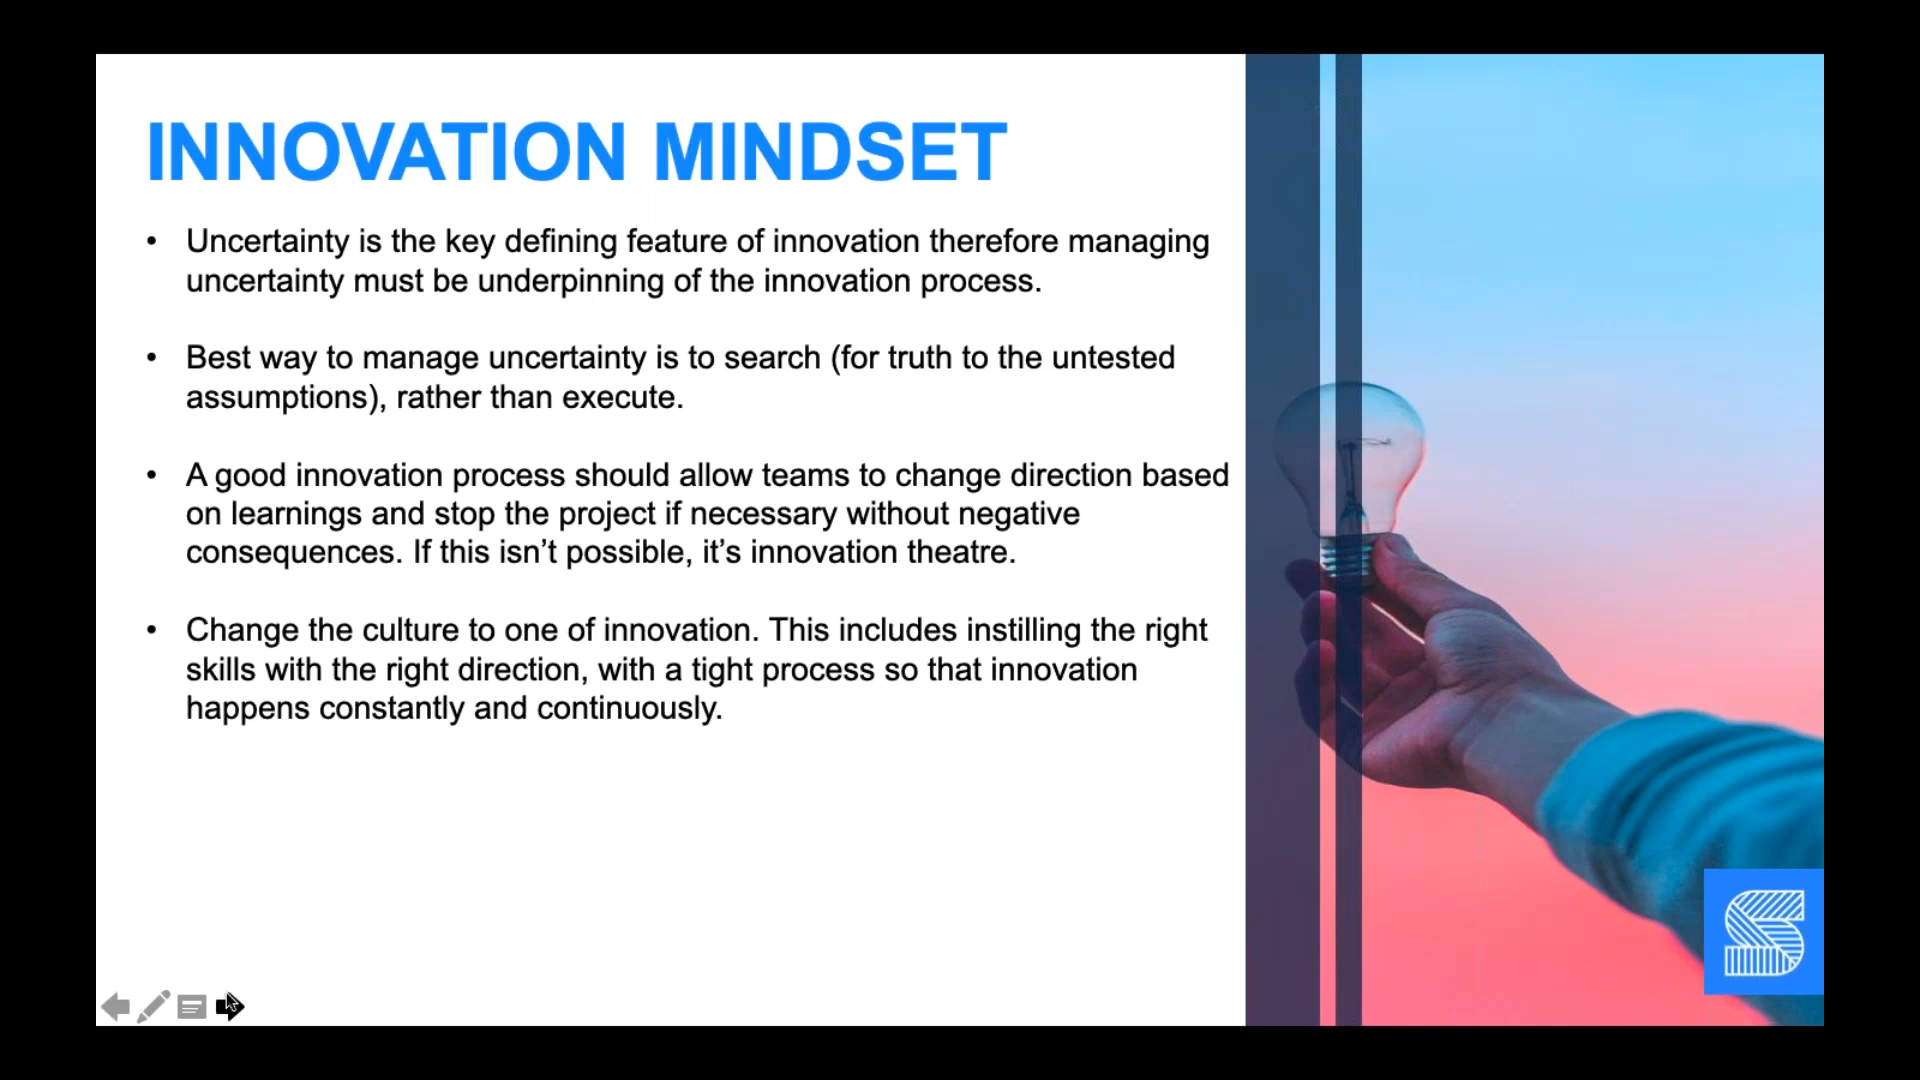 INNOVATION MINDSET
• Uncertainty is the key defining feature of innovation therefore managing
uncertainty must be underpinning of the innovation process.
• Best way to manage uncertainty is to search (for truth to the untested
assumptions), rather than execute.
• A good innovation process should allow teams to change direction based
on learnings and stop the project if necessary without negative
consequences. If this isn’t possible, it’s innovation theatre.
• Change the culture to one of innovation. This includes instilling the right
skills with the right direction, with a tight process so that innovation
happens constantly and continuously.
S